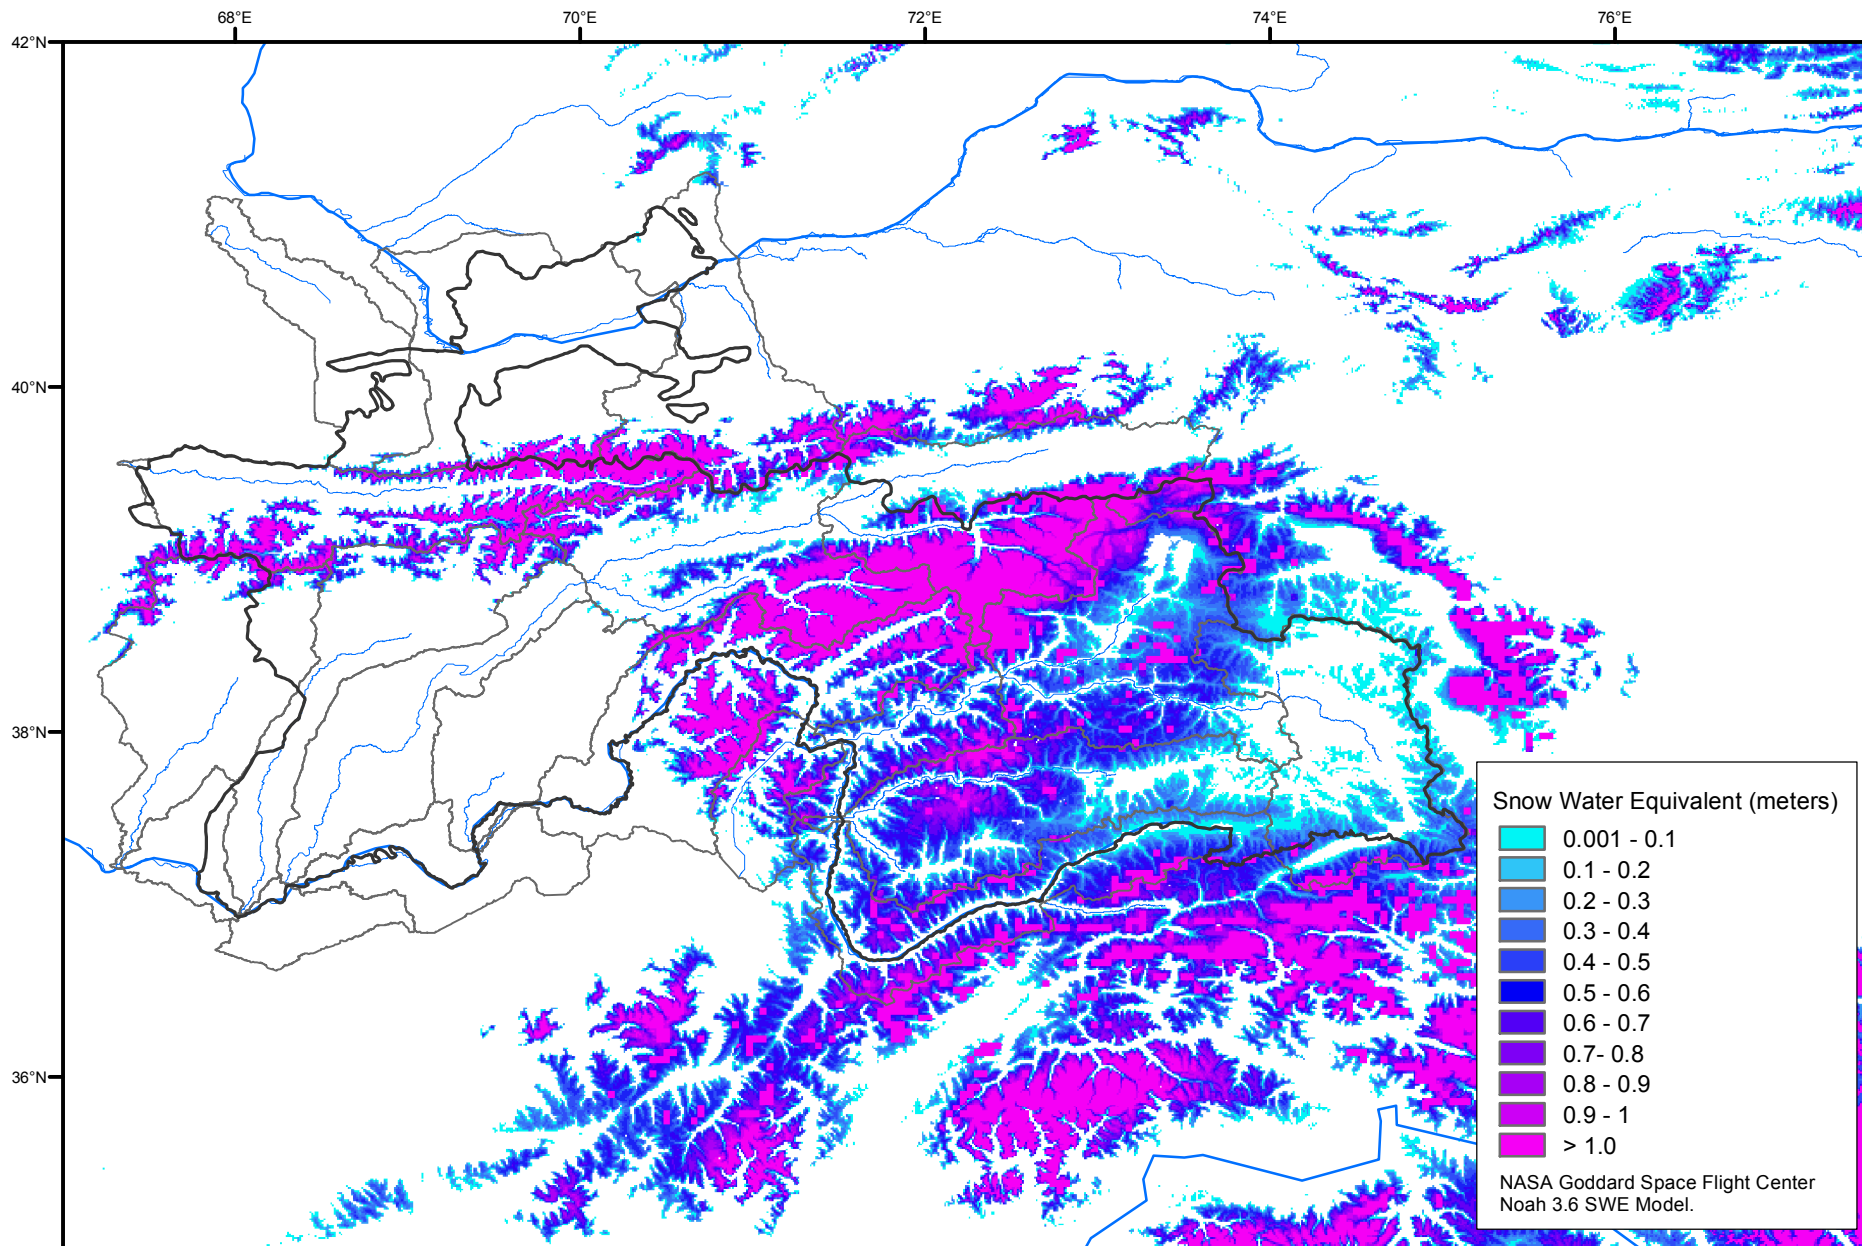 68°E 70°E 72°E 74°E 76°E
42°N
40°N
38°N
36°N
Snow Water Equivalent (meters)
0.001 - 0.1
0.1 - 0.2
0.2 - 0.3
0.3 - 0.4
0.4 - 0.5
0.5 - 0.6
0.6 - 0.7
0.7- 0.8
0.8 - 0.9
0.9 - 1
> 1.0
NASA Goddard Space Flight Center
Noah 3.6 SWE Model.